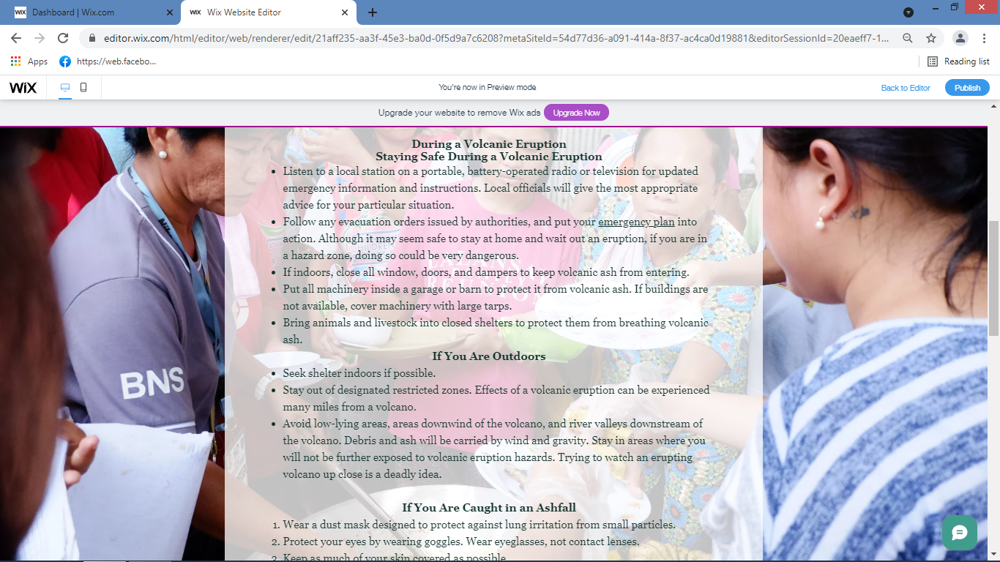 Dashboard | Wix.com
WIX Wix Website Editor
editor.wix.com/html/editor/web/renderer/edit/21aff235-aa3f-45e3-ba0d-0f5d9a7c6208?metaSiteId=54d77d36-a091-414a-8f37-ac4ca0d19881&editorSessionId=20eaeff7-1...
Apps https://web.facebo... Reading list
WiX You're now in Preview mode Back to Editor Publish
Upgrade your website to remove Wix ads Upgrade Now
During a Volcanic Eruption
Staying Safe During a Volcanic Eruption
• Listen to a local station on a portable, battery-operated radio or television for updated
emergency information and instructions. Local officials will give the most appropriate
advice for your particular situation.
• Follow any evacuation orders issued by authorities, and put your emergency plan into
action. Although it may seem safe to stay at home and wait out an eruption, if you are in
a hazard zone, doing so could be very dangerous.
• If indoors, close all window, doors, and dampers to keep volcanic ash from entering.
• Put all machinery inside a garage or barn to protect it from volcanic ash. If buildings are
not available, cover machinery with large tarps.
• Bring animals and livestock into closed shelters to protect them from breathing volcanic
ash.
If You Are Outdoors
• Seek shelter indoors if possible.
• Stay out of designated restricted zones. Effects of a volcanic eruption can be experienced
many miles from a volcano.
• Avoid low-lying areas, areas downwind of the volcano, and river valleys downstream of
the volcano. Debris and ash will be carried by wind and gravity. Stay in areas where you
will not be further exposed to volcanic eruption hazards. Trying to watch an erupting
volcano up close is a deadly idea.
If You Are Caught in an Ashfall
1. Wear a dust mask designed to protect against lung irritation from small particles.
2. Protect your eyes by wearing goggles. Wear eyeglasses, not contact lenses.
3. Keep as much of your skin covered as possible.
BNS